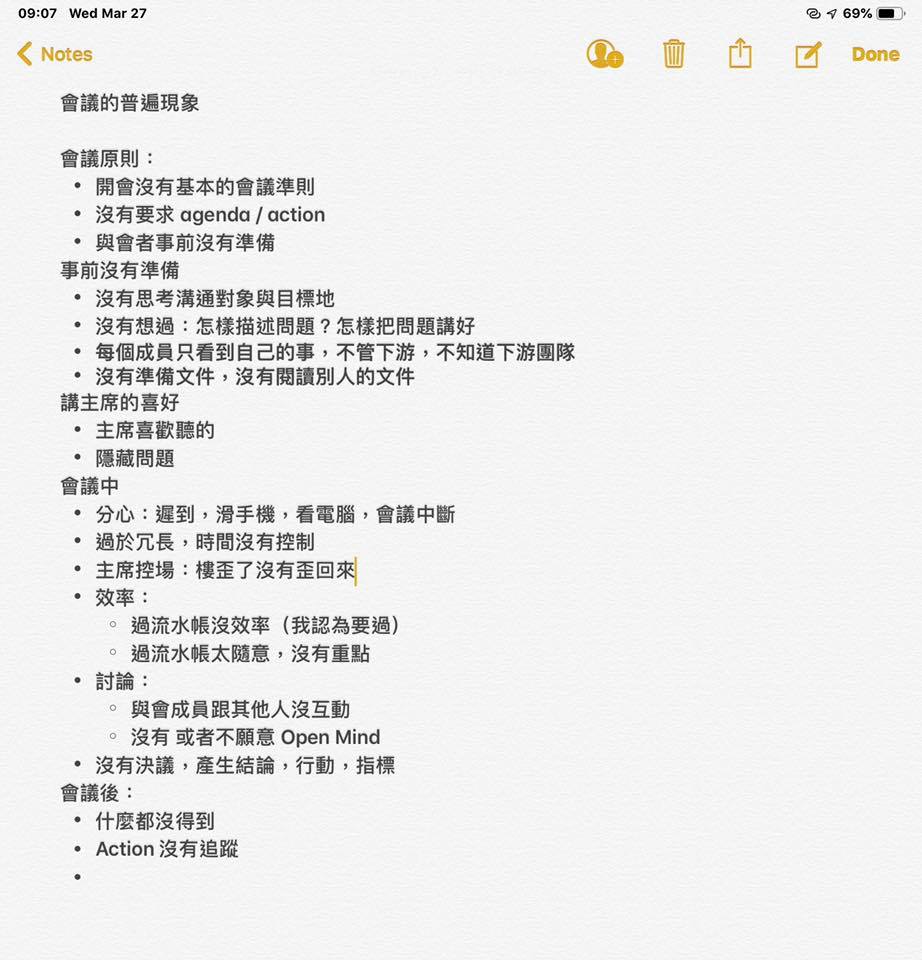 09:07 Wed Mar 27 69%
Notes Done
會議的普遍現象
會議原則：
• 開會沒有基本的會議準則
• 沒有要求 agenda / action
• 與會者事前沒有準備
事前沒有準備
• 沒有思考溝通對象與目標地
• 沒有想過：怎樣描述問題？怎樣把問題講好
• 每個成員只看到自己的事，不管下游，不知道下游團隊
• 沒有準備文件，沒有閱讀別人的文件
講主席的喜好
• 主席喜歡聽的
• 隱藏問題
會議中
• 分心：遲到，滑手機，看電腦，會議中斷
• 過於冗長，時間沒有控制
• 主席控場：樓歪了沒有歪回來
• 效率：
◦ 過流水帳沒效率（我認為要過）
◦ 過流水帳太隨意，沒有重點
• 討論：
◦ 與會成員跟其他人沒互動
◦ 沒有 或者不願意 Open Mind
• 沒有決議，產生結論，行動，指標
會議後：
• 什麼都沒得到
• Action 沒有追蹤
•